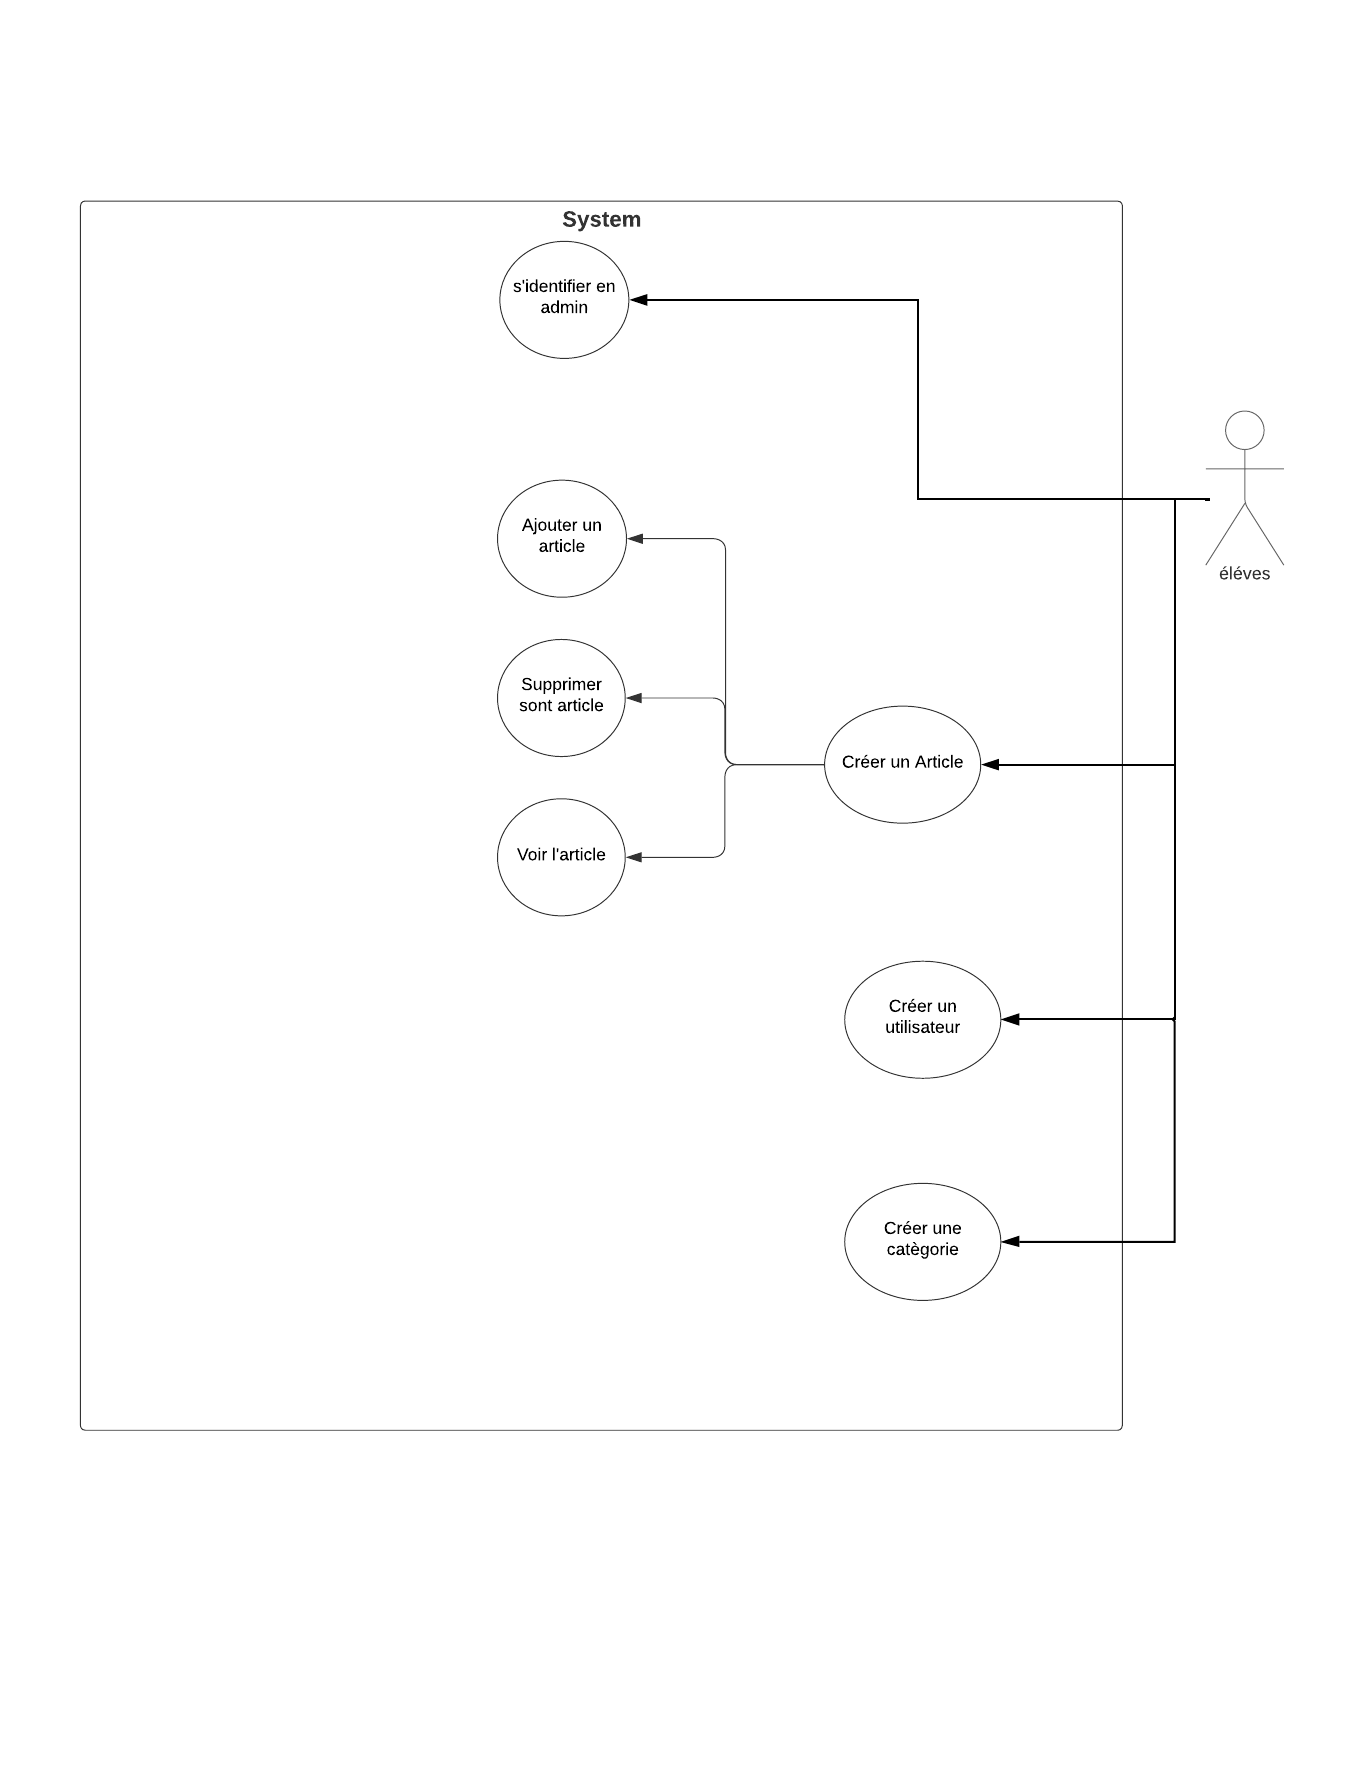 System
s'identifier en
admin
Ajouter un
article
éléves
Supprimer
sont article
Créer un Article
Voir l'article
Créer un
utilisateur
Créer une
catègorie